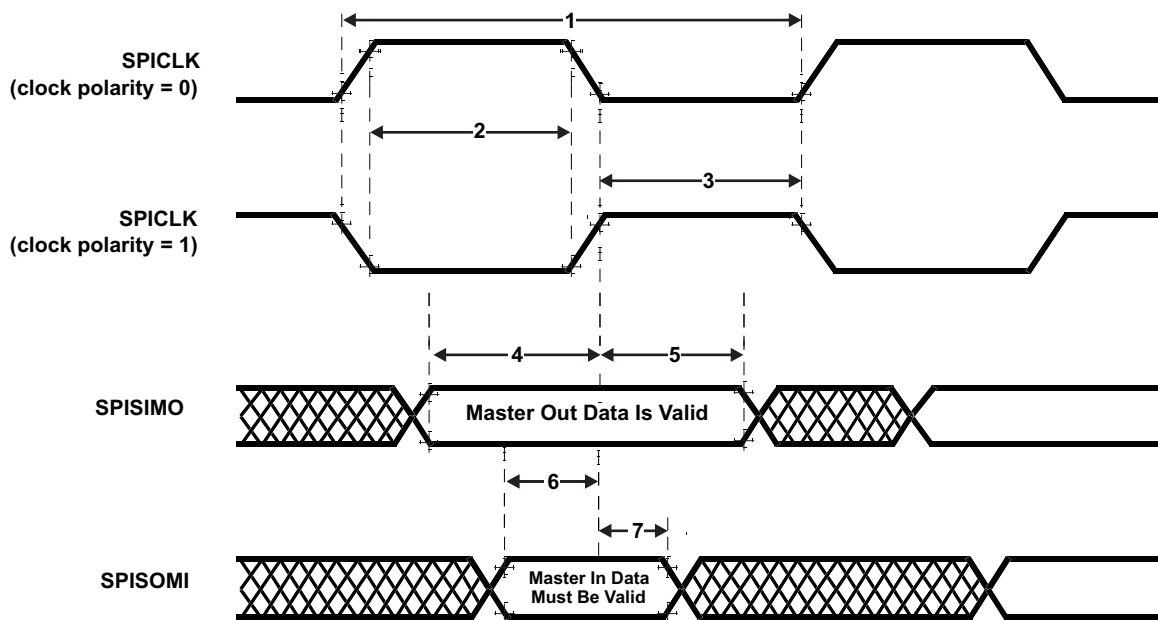 1
SPICLK
(clock polarity = 0)
2
3
SPICLK
(clock polarity = 1)
4
5
SPISIMO
Master Out Data Is Valid
6
7
SPISOMI
Master In Data
Must Be Valid